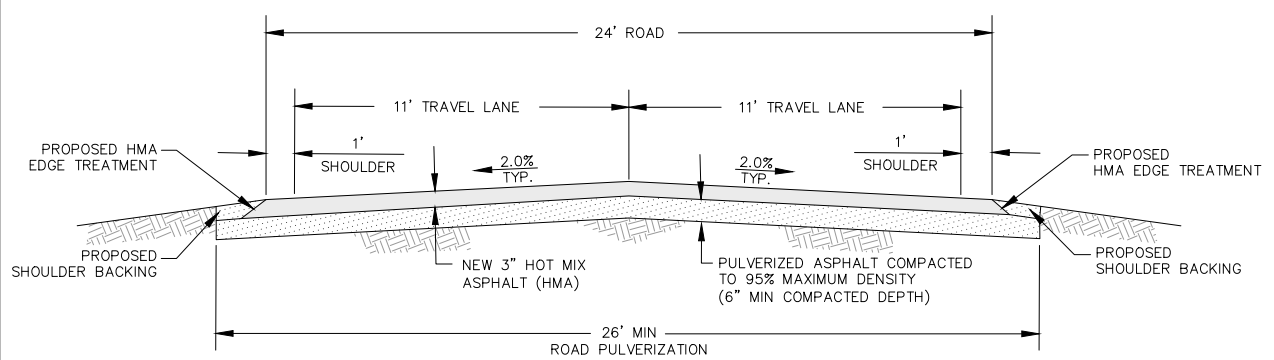 24' ROAD
11' TRAVEL LANE
11' TRAVEL LANE
1'
SHOULDER
1'
SHOULDER
PROPOSED HMA
EDGE TREATMENT
2.0%
TYP.
2.0%
TYP.
PROPOSED
HMA EDGE TREATMENT
PROPOSED
SHOULDER BACKING
NEW 3" HOT MIX
ASPHALT (HMA)
PULVERIZED ASPHALT COMPACTED
TO 95% MAXIMUM DENSITY
(6" MIN COMPACTED DEPTH)
PROPOSED
SHOULDER BACKING
26' MIN
ROAD PULVERIZATION